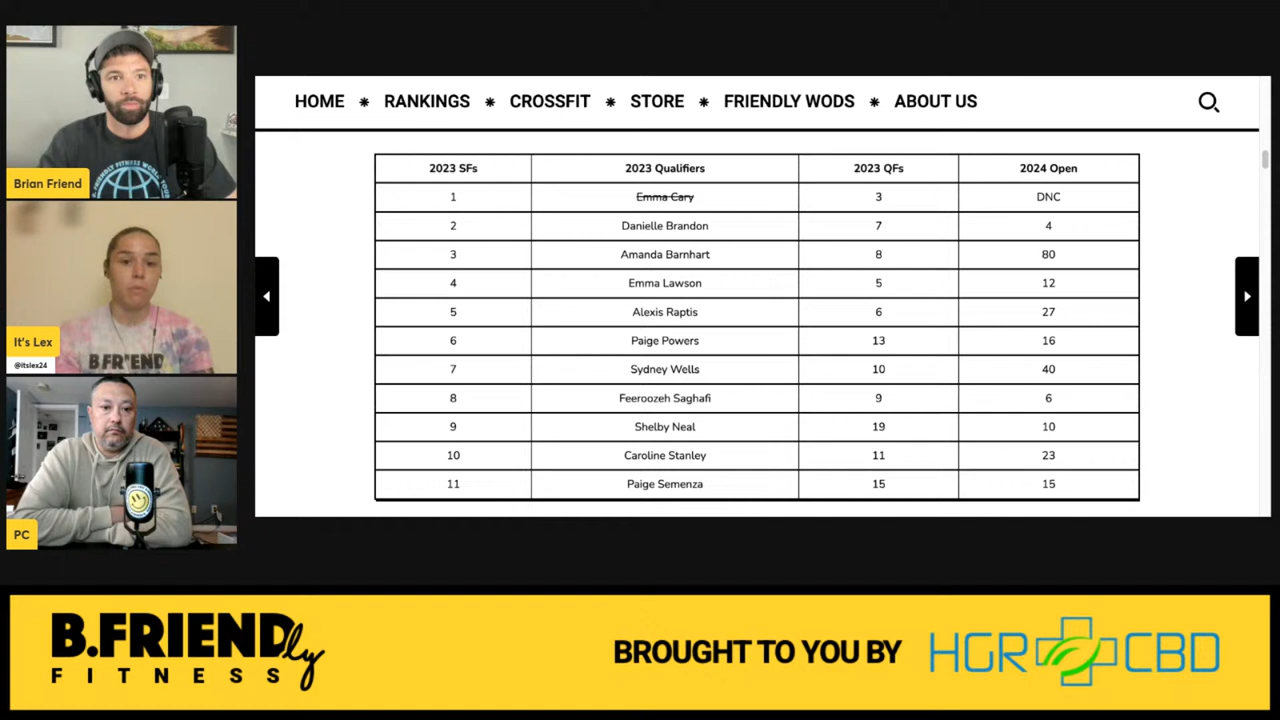 Brian Friend
It's Lex
@itslex24
B.FRIEND
PC
HOME * RANKINGS * CROSSFIT * STORE * FRIENDLY WODS * ABOUT US
2023 SFs 2023 Qualifiers 2023 QFs 2024 Open
1 Emma Cary 3 DNC
2 Danielle Brandon 7 4
3 Amanda Barnhart 8 80
4 Emma Lawson 5 12
5 Alexis Raptis 6 27
6 Paige Powers 13 16
7 Sydney Wells 10 40
8 Feeroozeh Saghafi 9 6
9 Shelby Neal 19 10
10 Caroline Stanley 11 23
11 Paige Semenza 15 15
B.FRIENDly
FITNESS
BROUGHT TO YOU BY
HGR CBD